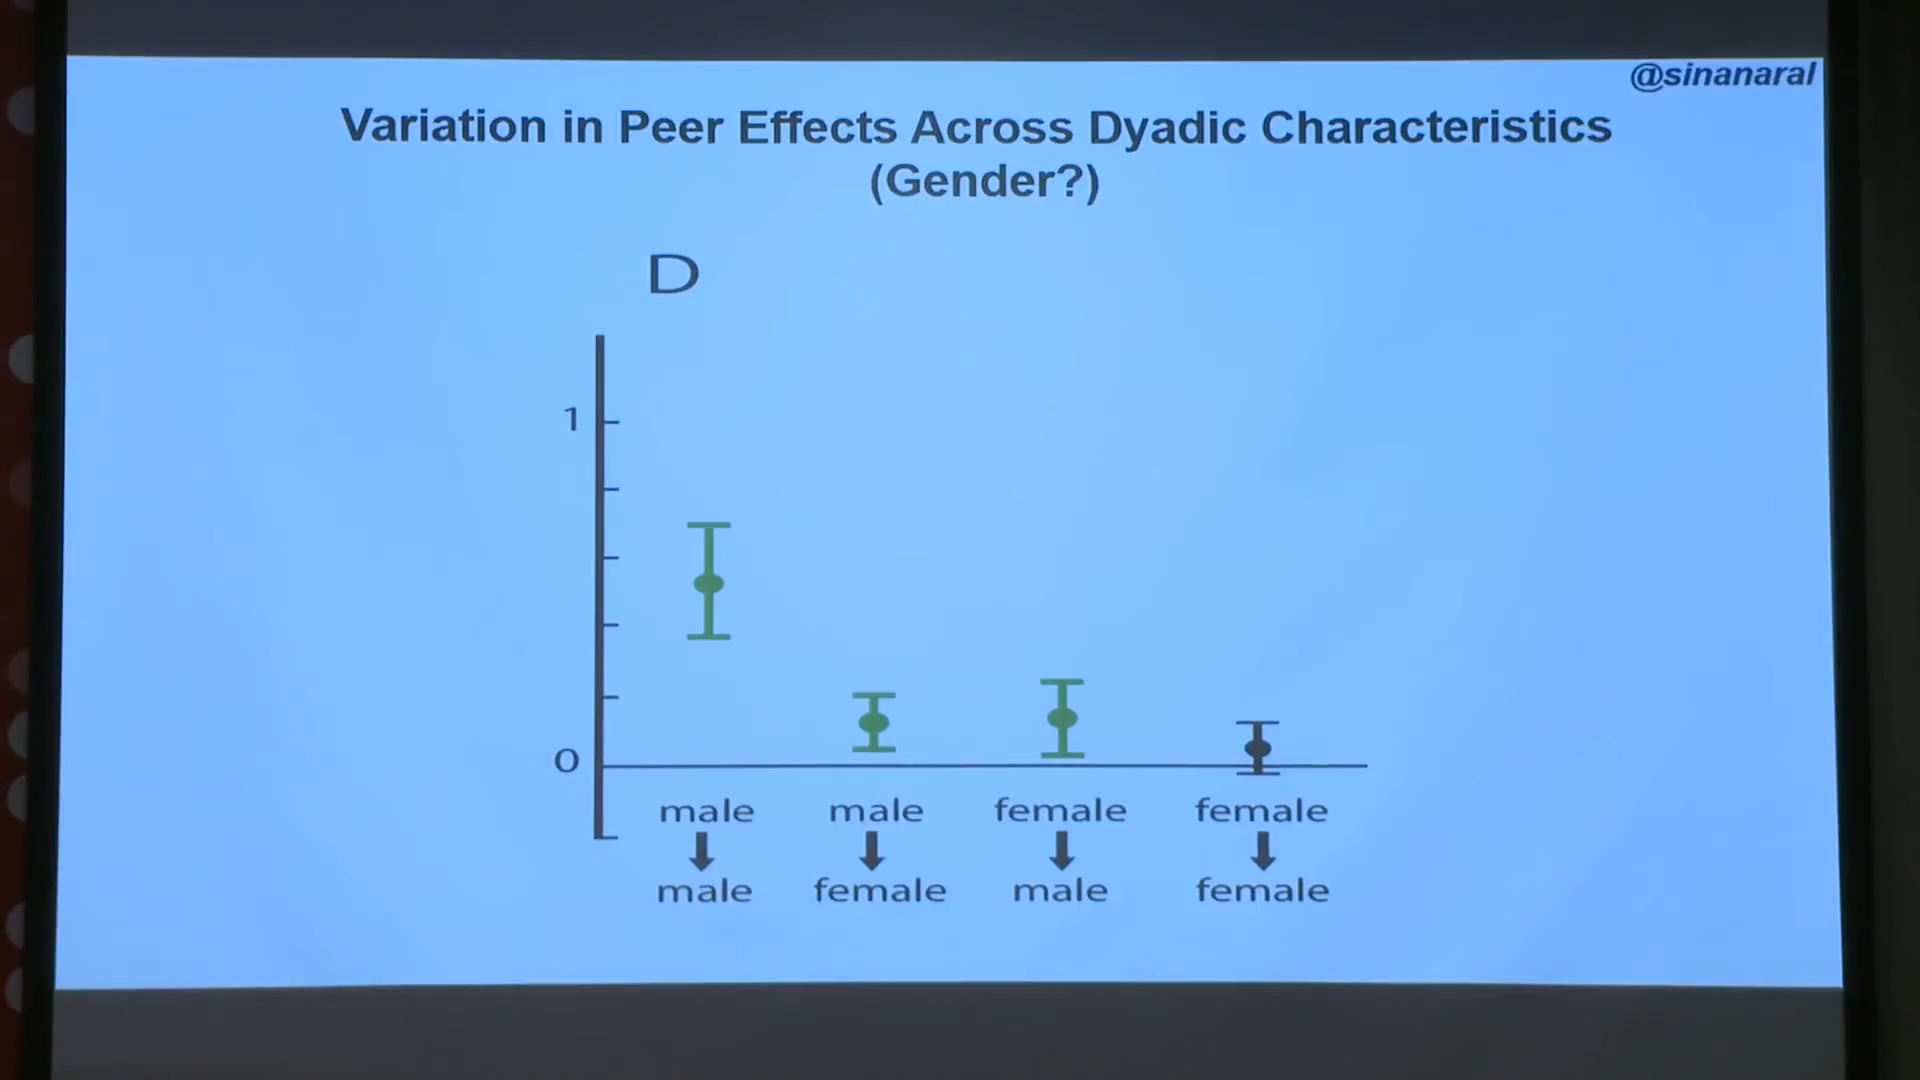 @sinanaral
Variation in Peer Effects Across Dyadic Characteristics
(Gender?)
D
1
0
male male female female
male female male female